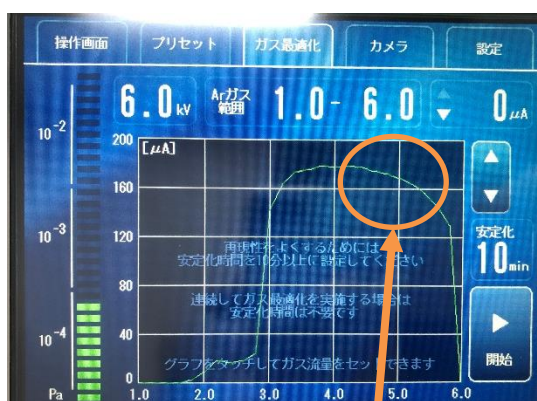 操作画面 プリセット ガス最適化 カメラ 設定
6.0 kV Arガス範囲 1.0 - 6.0 0 μA
10⁻²
10⁻³
10⁻⁴
Pa
[μA]
200
160
120
80
40
0
1.0 2.0 3.0 4.0 5.0 6.0
再現性をよくするためには
安定化時間を10分以上に設定してください
連続してガス最適化を実施する場合は
安定化時間は不要です
グラフをタッチしてガス流量をセットできます
安定化
10 min
開始